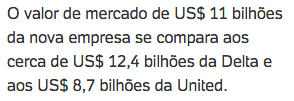 O valor de mercado de US$ 11 bilhões
da nova empresa se compara aos
cerca de US$ 12,4 bilhões da Delta e
aos US$ 8,7 bilhões da United.